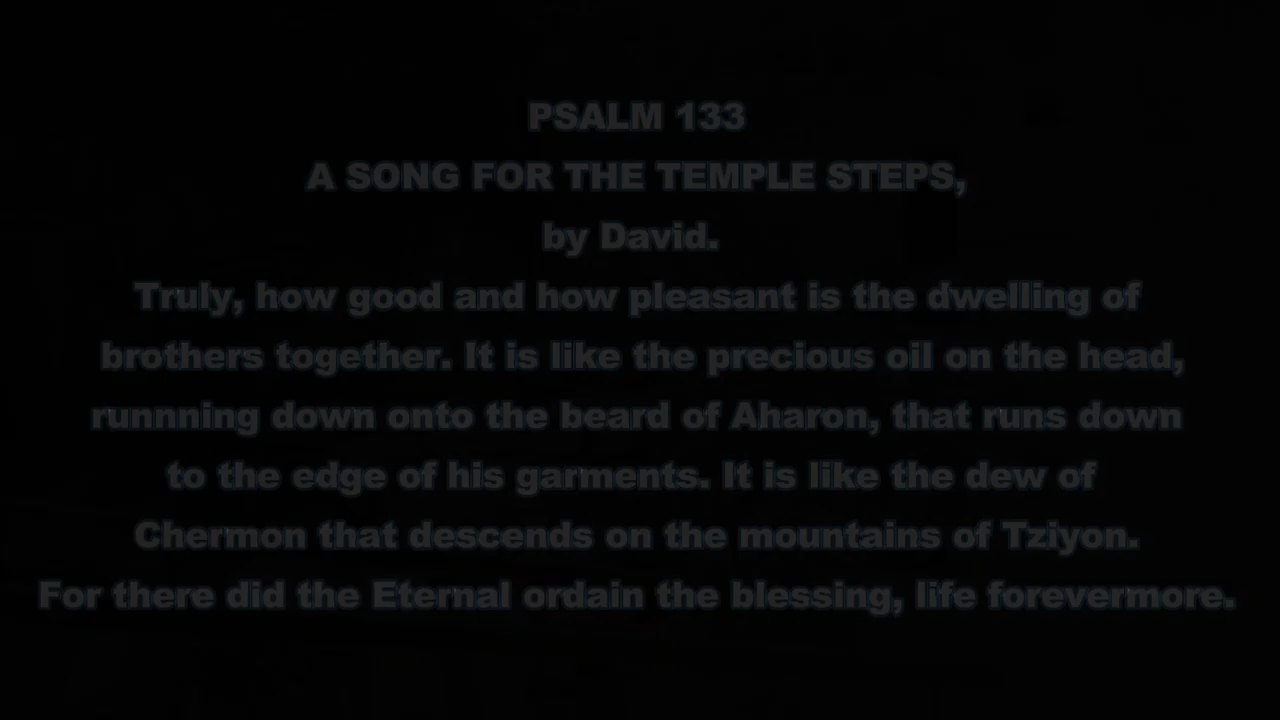 PSALM 133
A SONG FOR THE TEMPLE STEPS,
by David.
Truly, how good and how pleasant is the dwelling of
brothers together. It is like the precious oil on the head,
runnning down onto the beard of Aharon, that runs down
to the edge of his garments. It is like the dew of
Chermon that descends on the mountains of Tziyon.
For there did the Eternal ordain the blessing, life forevermore.